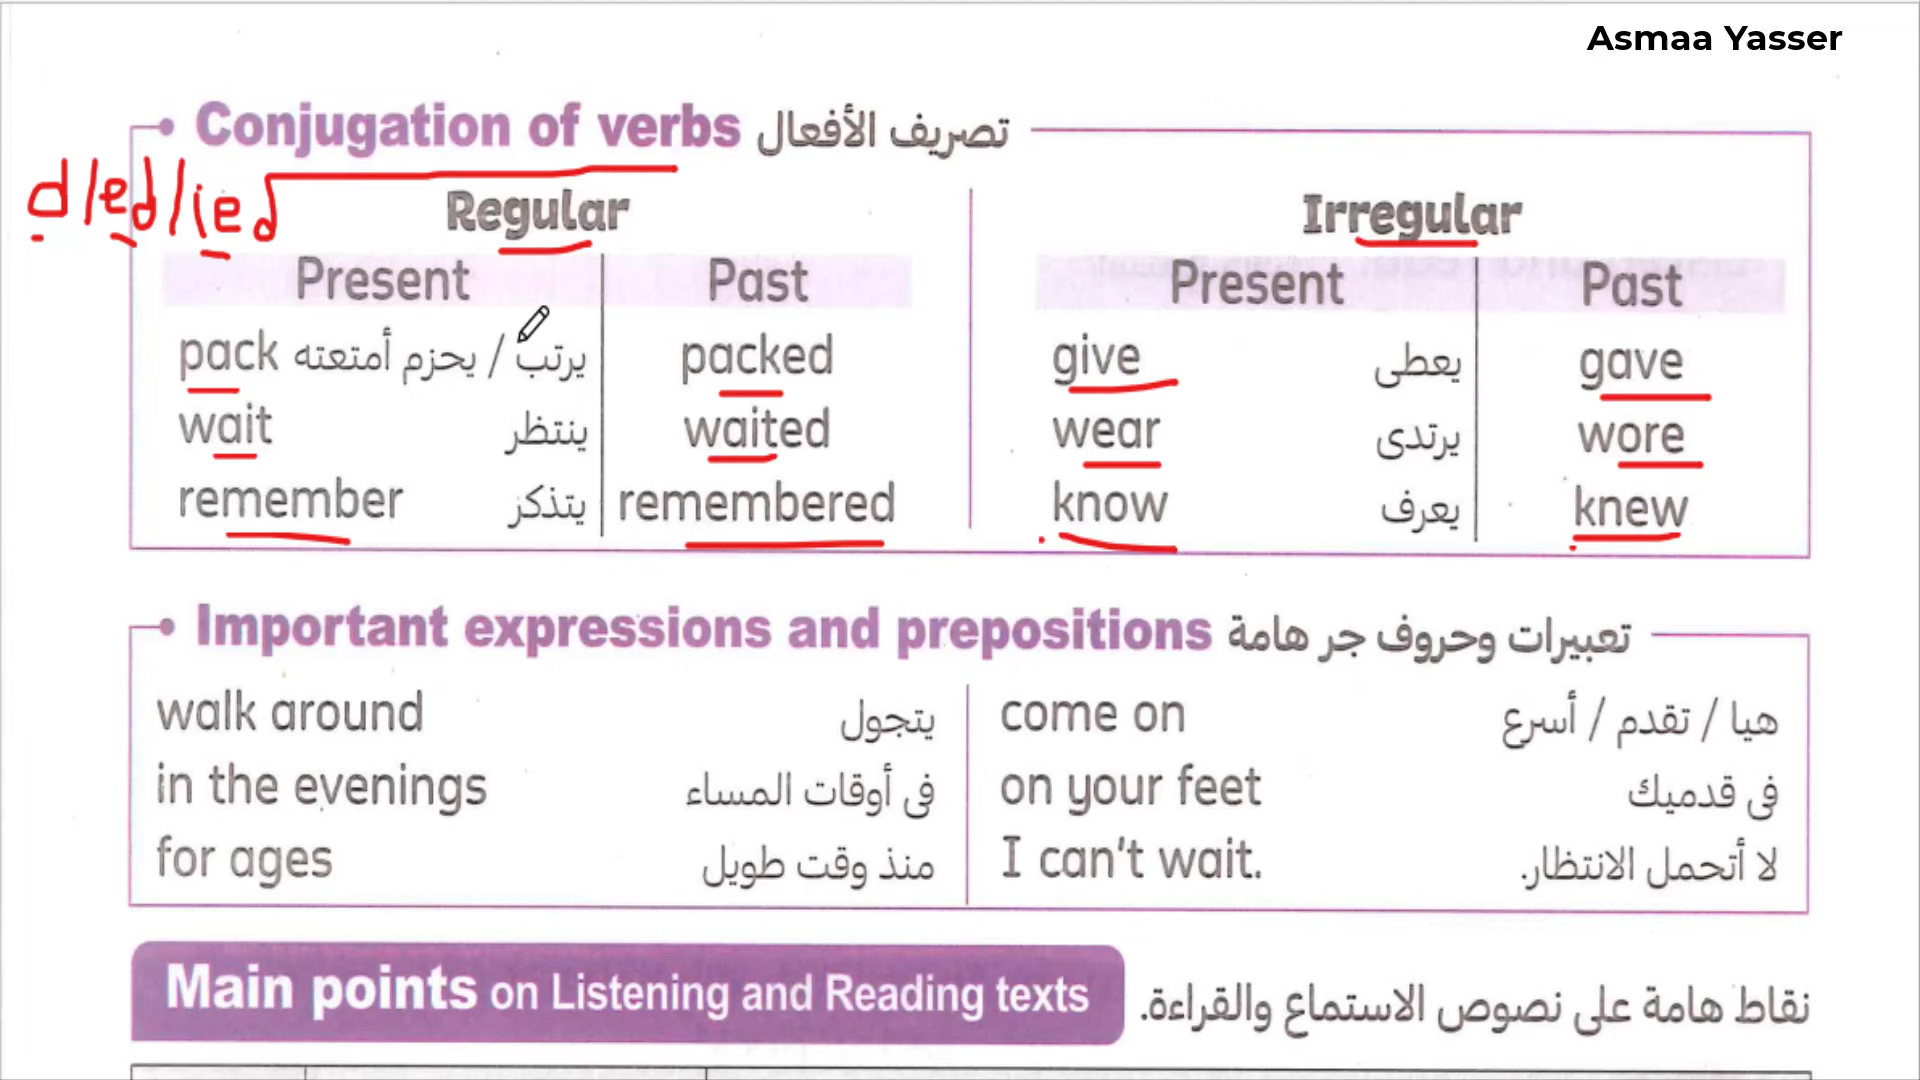 Asmaa Yasser
• Conjugation of verbs تصريف الأفعال
d/ed/ied
Regular
Irregular
Present Past
Present Past
pack يرتب / يحزم أمتعته packed
give يعطى gave
wait ينتظر waited
wear يرتدى wore
remember يتذكر remembered
know يعرف knew
• Important expressions and prepositions تعبيرات وحروف جر هامة
walk around يتجول
come on هيا / تقدم / أسرع
in the evenings فى أوقات المساء
on your feet فى قدميك
for ages منذ وقت طويل
I can't wait. لا أتحمل الانتظار.
Main points on Listening and Reading texts نقاط هامة على نصوص الاستماع والقراءة.